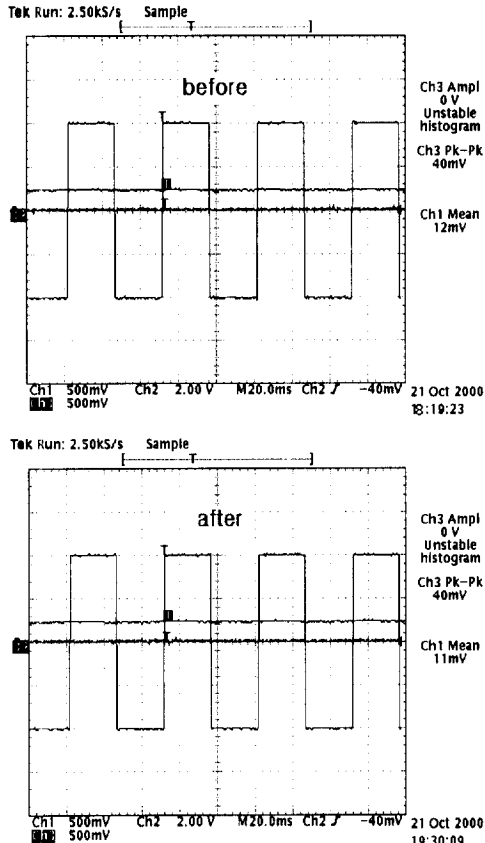 Tek Run: 2.50kS/s Sample
before
Ch3 Ampl
0 V
Unstable
histogram
Ch3 Pk-Pk
40mV
Ch1 Mean
12mV
Ch1 500mV Ch2 2.00 V M20.0ms Ch2 ƒ -40mV
500mV
21 Oct 2000
18:19:23
Tek Run: 2.50kS/s Sample
after
Ch3 Ampl
0 V
Unstable
histogram
Ch3 Pk-Pk
40mV
Ch1 Mean
11mV
Ch1 500mV Ch2 2.00 V M20.0ms Ch2 ƒ -40mV
500mV
21 Oct 2000
19:30:09